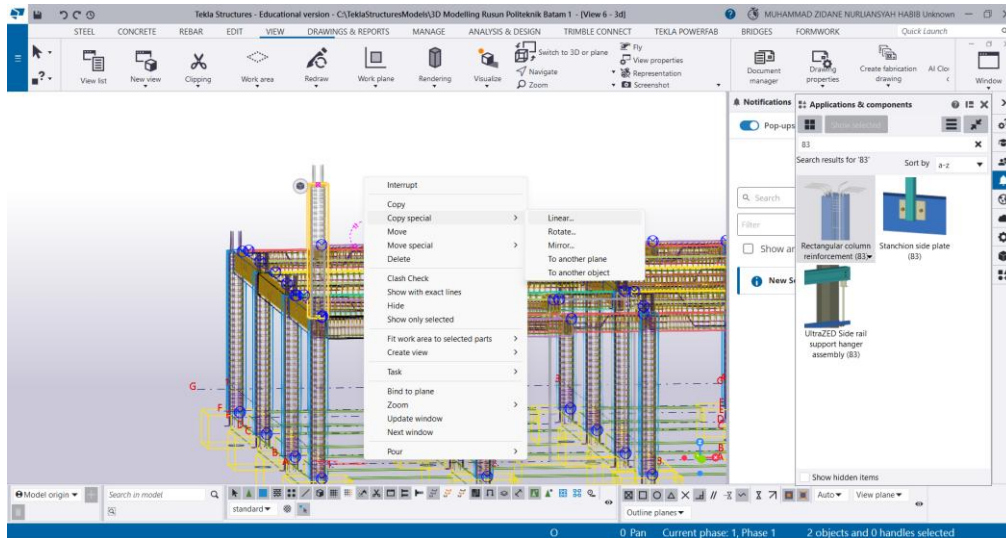 Tekla Structures - Educational version - C:\TeklaStructuresModels\3D Modelling Rusun Politeknik Batam 1 - [View 6 - 3d]
MUHAMMAD ZIDANE NURLIANSYAH HABIB Unknown
STEEL CONCRETE REBAR EDIT VIEW DRAWINGS & REPORTS MANAGE ANALYSIS & DESIGN TRIMBLE CONNECT TEKLA POWERFAB BRIDGES FORMWORK Quick Launch
View list New view Clipping Work area Redraw Work plane Rendering Visualize
Switch to 3D or plane
Navigate
Zoom
Fly
View properties
Representation
Screenshot
Document manager
Drawing properties
Create fabrication drawing
AI Clo
Window
Notifications
Pop-ups
Search
Filter
Show ar
New S
Applications & components
Show selected
83
Search results for '83' Sort by a-z
Rectangular column reinforcement (83)
Stanchion side plate (83)
UltraZED Side rail support hanger assembly (83)
Show hidden items
Interrupt
Copy
Copy special
Move
Move special
Delete
Clash Check
Show with exact lines
Hide
Show only selected
Fit work area to selected parts
Create view
Task
Bind to plane
Zoom
Update window
Next window
Pour
Linear...
Rotate...
Mirror...
To another plane
To another object
G
F
E
D
C
B
Model origin
Search in model
standard
Auto
View plane
Outline planes
O 0 Pan Current phase: 1, Phase 1 2 objects and 0 handles selected